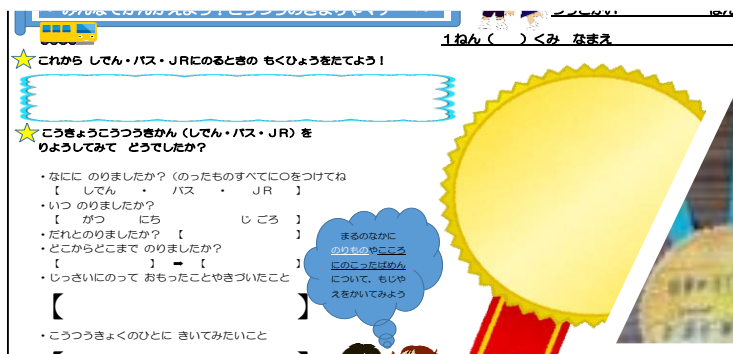 １ねん（　　）くみ　なまえ
これから しでん・バス・ＪＲにのるときの もくひょうをたてよう！
こうきょうこうつうきかん（しでん・バス・ＪＲ）を
りようしてみて　どうでしたか？
・なにに のりましたか？（のったものすべてに〇をつけてね
【　しでん　・　バス　・　ＪＲ　】
・いつ のりましたか？
【　がつ　　にち　　　　じ ごろ　】
・だれとのりましたか？　【　　　　　　　】
・どこからどこまで のりましたか？
【　　　　　　】　➡　【　　　　　　】
・じっさいにのって おもったことやきづいたこと
【　　　　　　　　　　　　　　】
・こうつうきょくのひとに きいてみたいこと
まるのなかに
のりものやこころ
にのこったばめん
について、もじや
えをかいてみよう